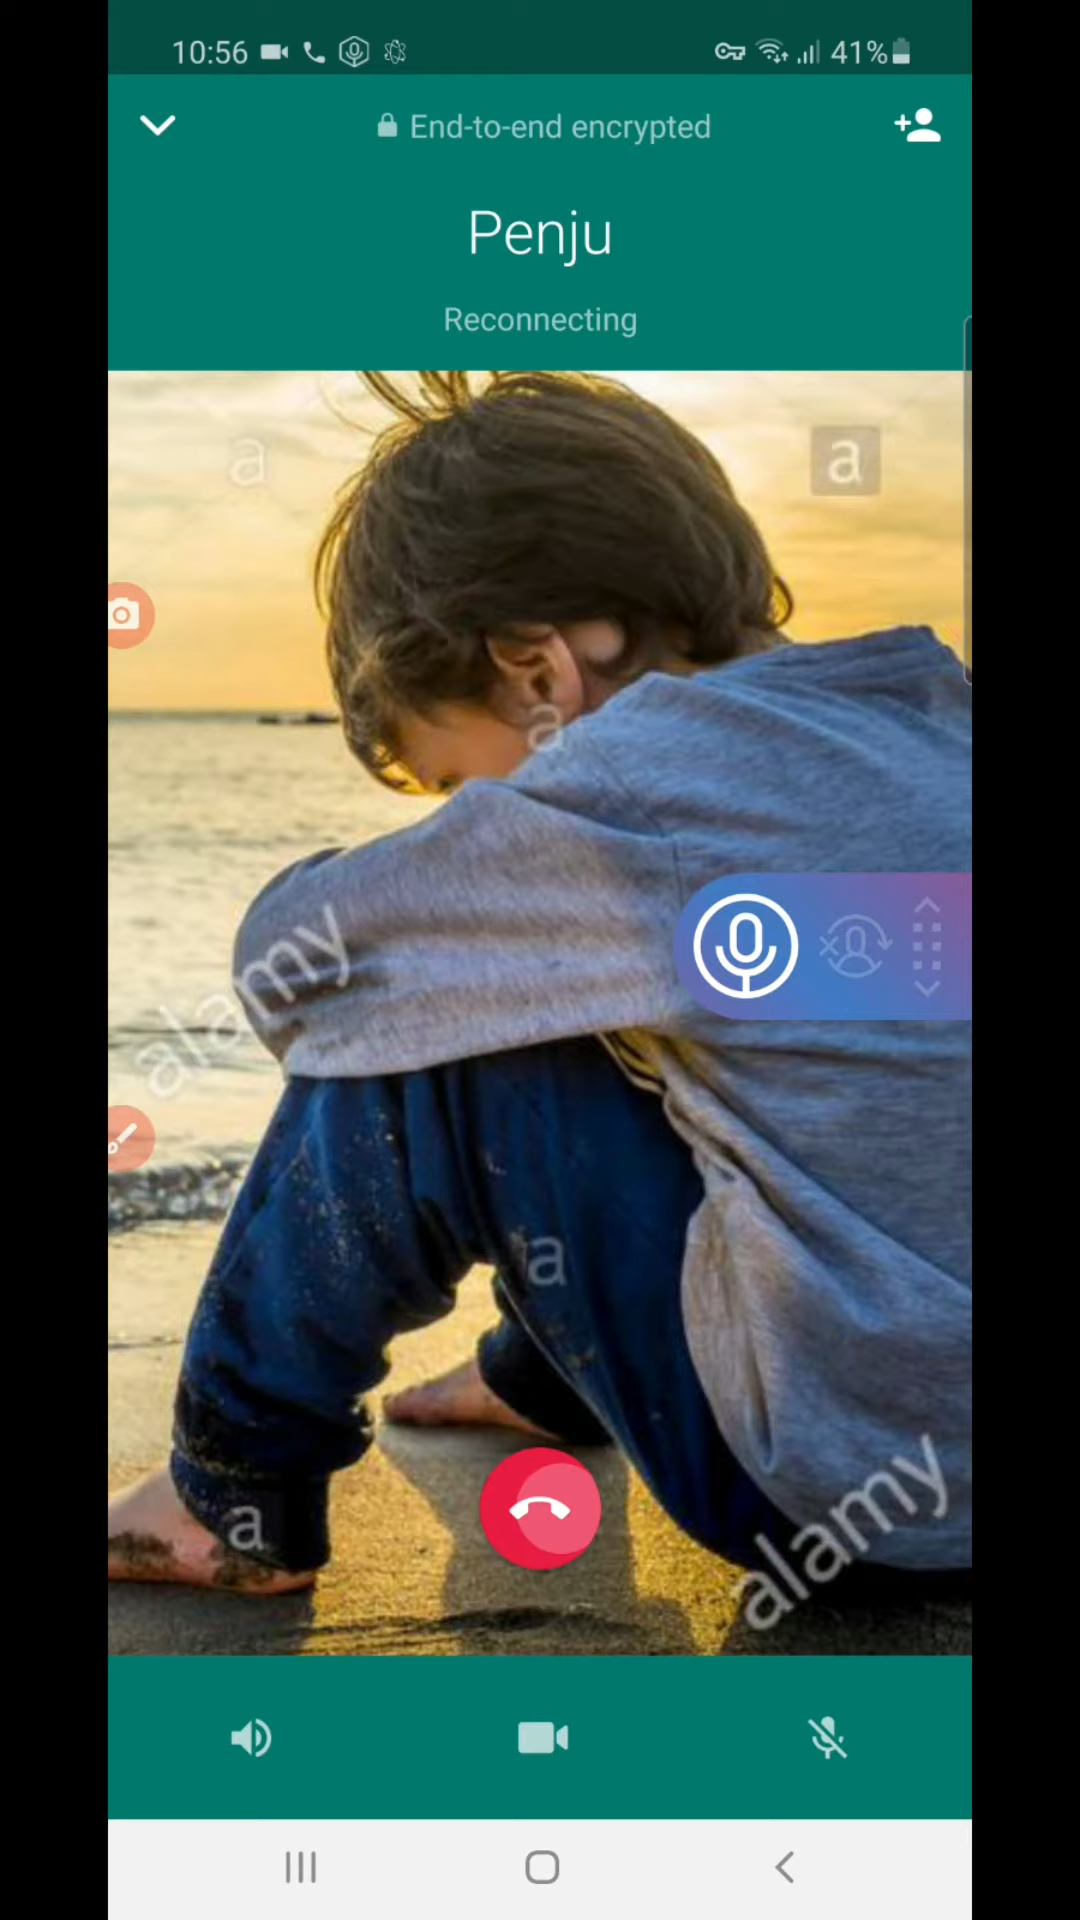 10:56 41%
End-to-end encrypted
Penju
Reconnecting
a a
a
alamy
a
a
alamy